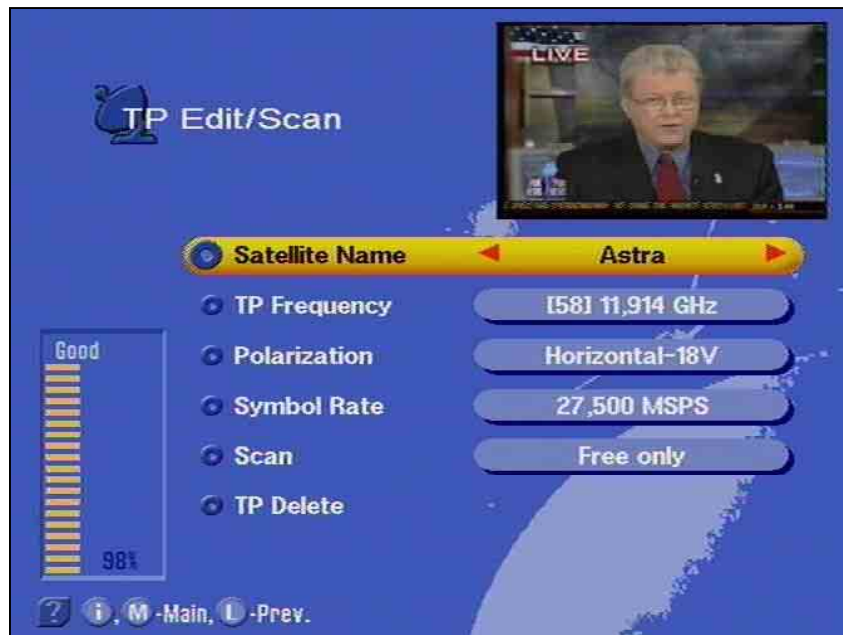 LIVE
TP Edit/Scan
Satellite Name Astra
TP Frequency [58] 11,914 GHz
Polarization Horizontal-18V
Symbol Rate 27,500 MSPS
Scan Free only
TP Delete
Good
98%
? i, M -Main, L -Prev.